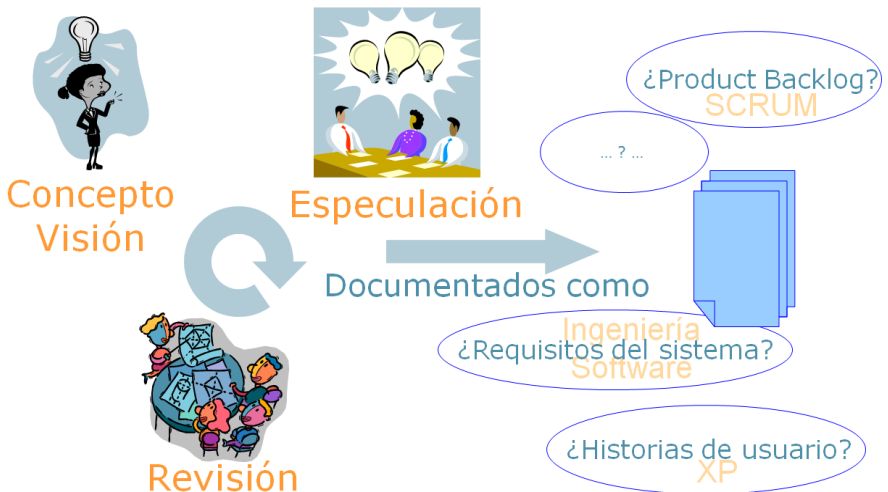 Concepto
Visión
Especulación
Revisión
Documentados como
¿Product Backlog?
SCRUM
... ? ...
Ingeniería
¿Requisitos del sistema?
Software
¿Historias de usuario?
XP